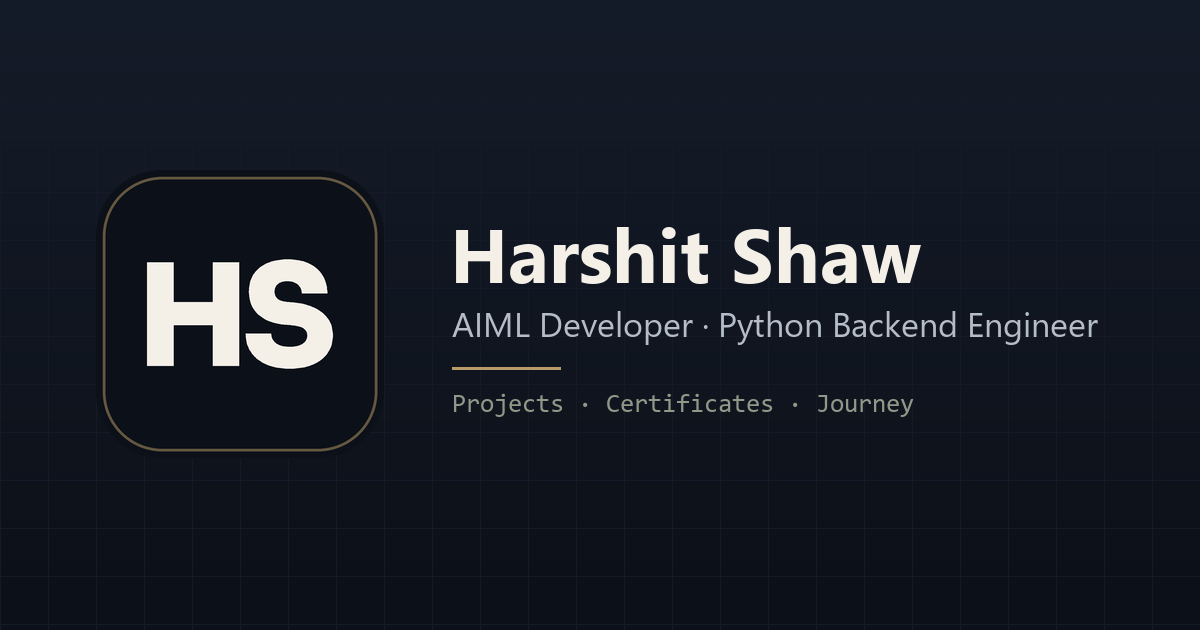 HS
Harshit Shaw
AIML Developer · Python Backend Engineer
Projects · Certificates · Journey